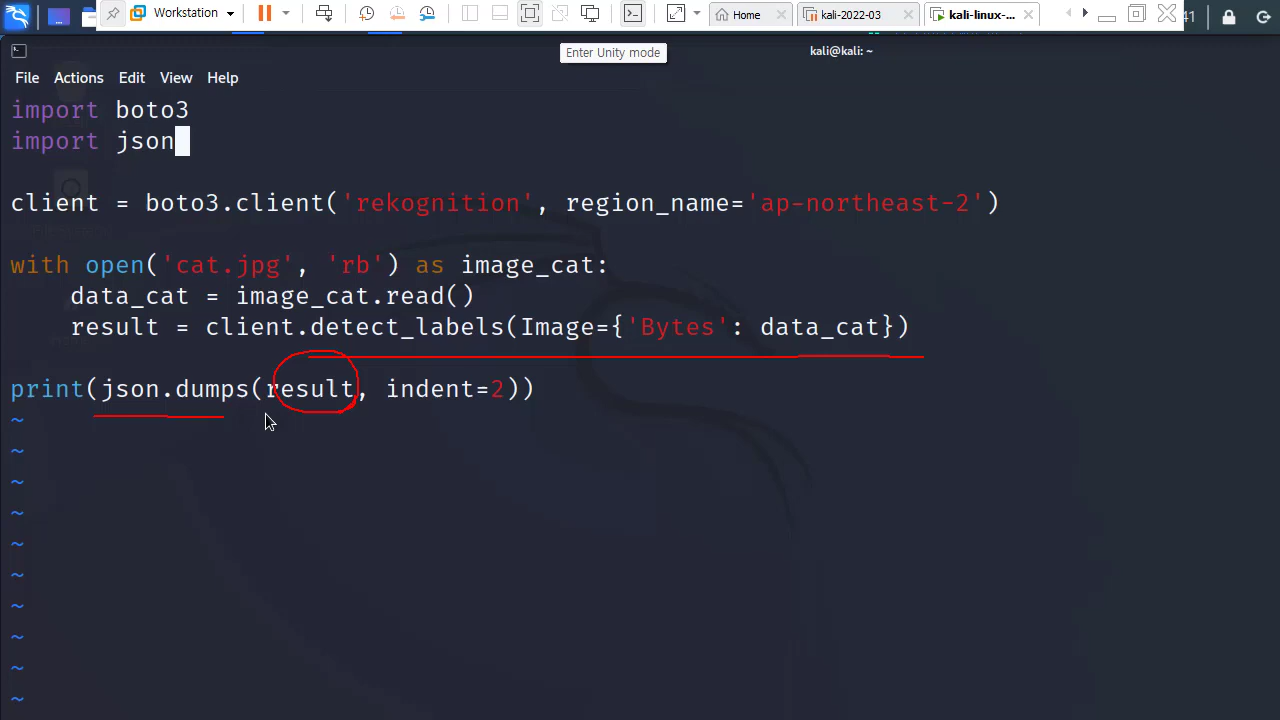 Workstation
Home
kali-2022-03
kali-linux-...
41
Enter Unity mode
kali@kali: ~
File Actions Edit View Help
import boto3
import json
client = boto3.client('rekognition', region_name='ap-northeast-2')
with open('cat.jpg', 'rb') as image_cat:
    data_cat = image_cat.read()
    result = client.detect_labels(Image={'Bytes': data_cat})
print(json.dumps(result, indent=2))
~
~
~
~
~
~
~
~
~
~